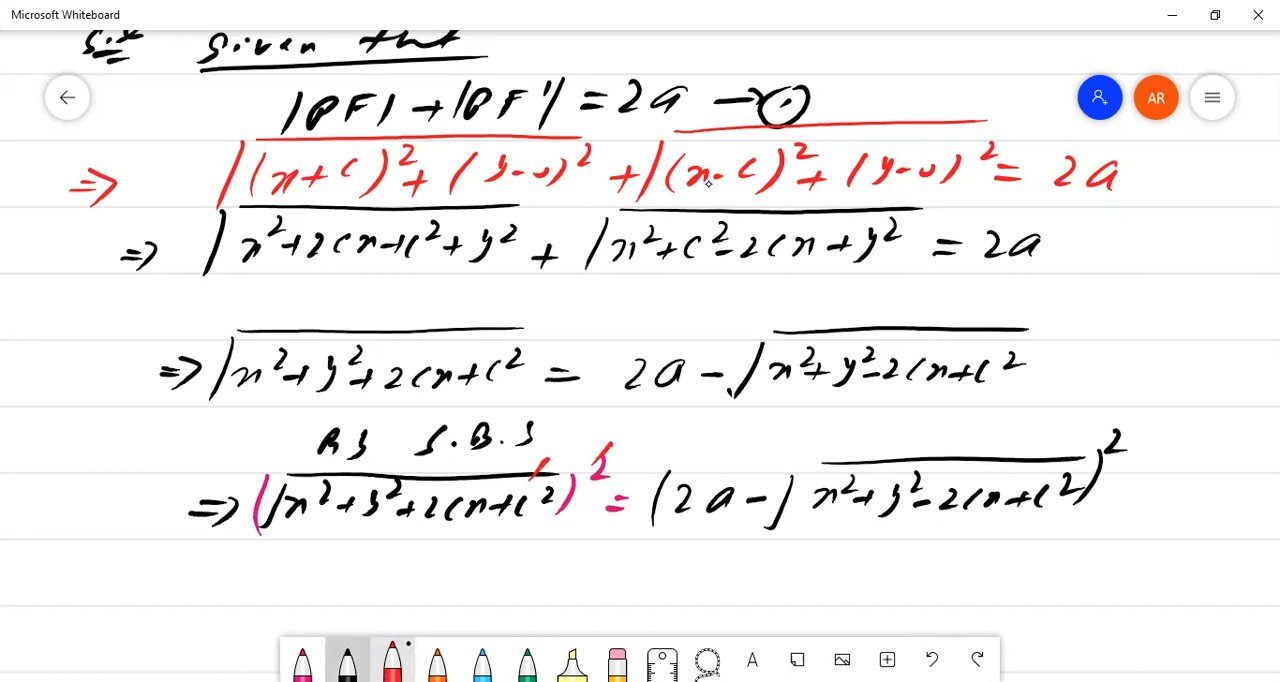 Microsoft Whiteboard
Sol Given that
|PF| + |PF'| = 2a → ①
AR
⇒ √(x+c)² + (y-0)² + √(x-c)² + (y-0)² = 2a
⇒ √x²+2cx+c²+y² + √x²+c²-2cx+y² = 2a
⇒ √x²+y²+2cx+c² = 2a - √x²+y²-2cx+c²
S.B.S
⇒ (√x²+y²+2cx+c²)² = (2a - √x²+y²-2cx+c²)²
A